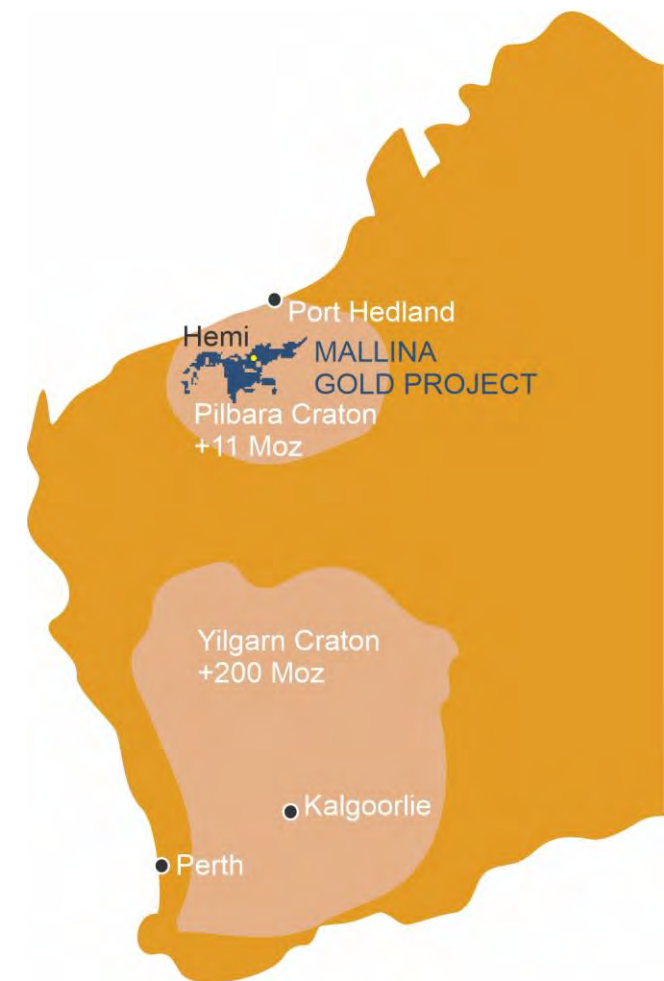 Port Hedland
Hemi
MALLINA
GOLD PROJECT
Pilbara Craton
+11 Moz
Yilgarn Craton
+200 Moz
Kalgoorlie
Perth